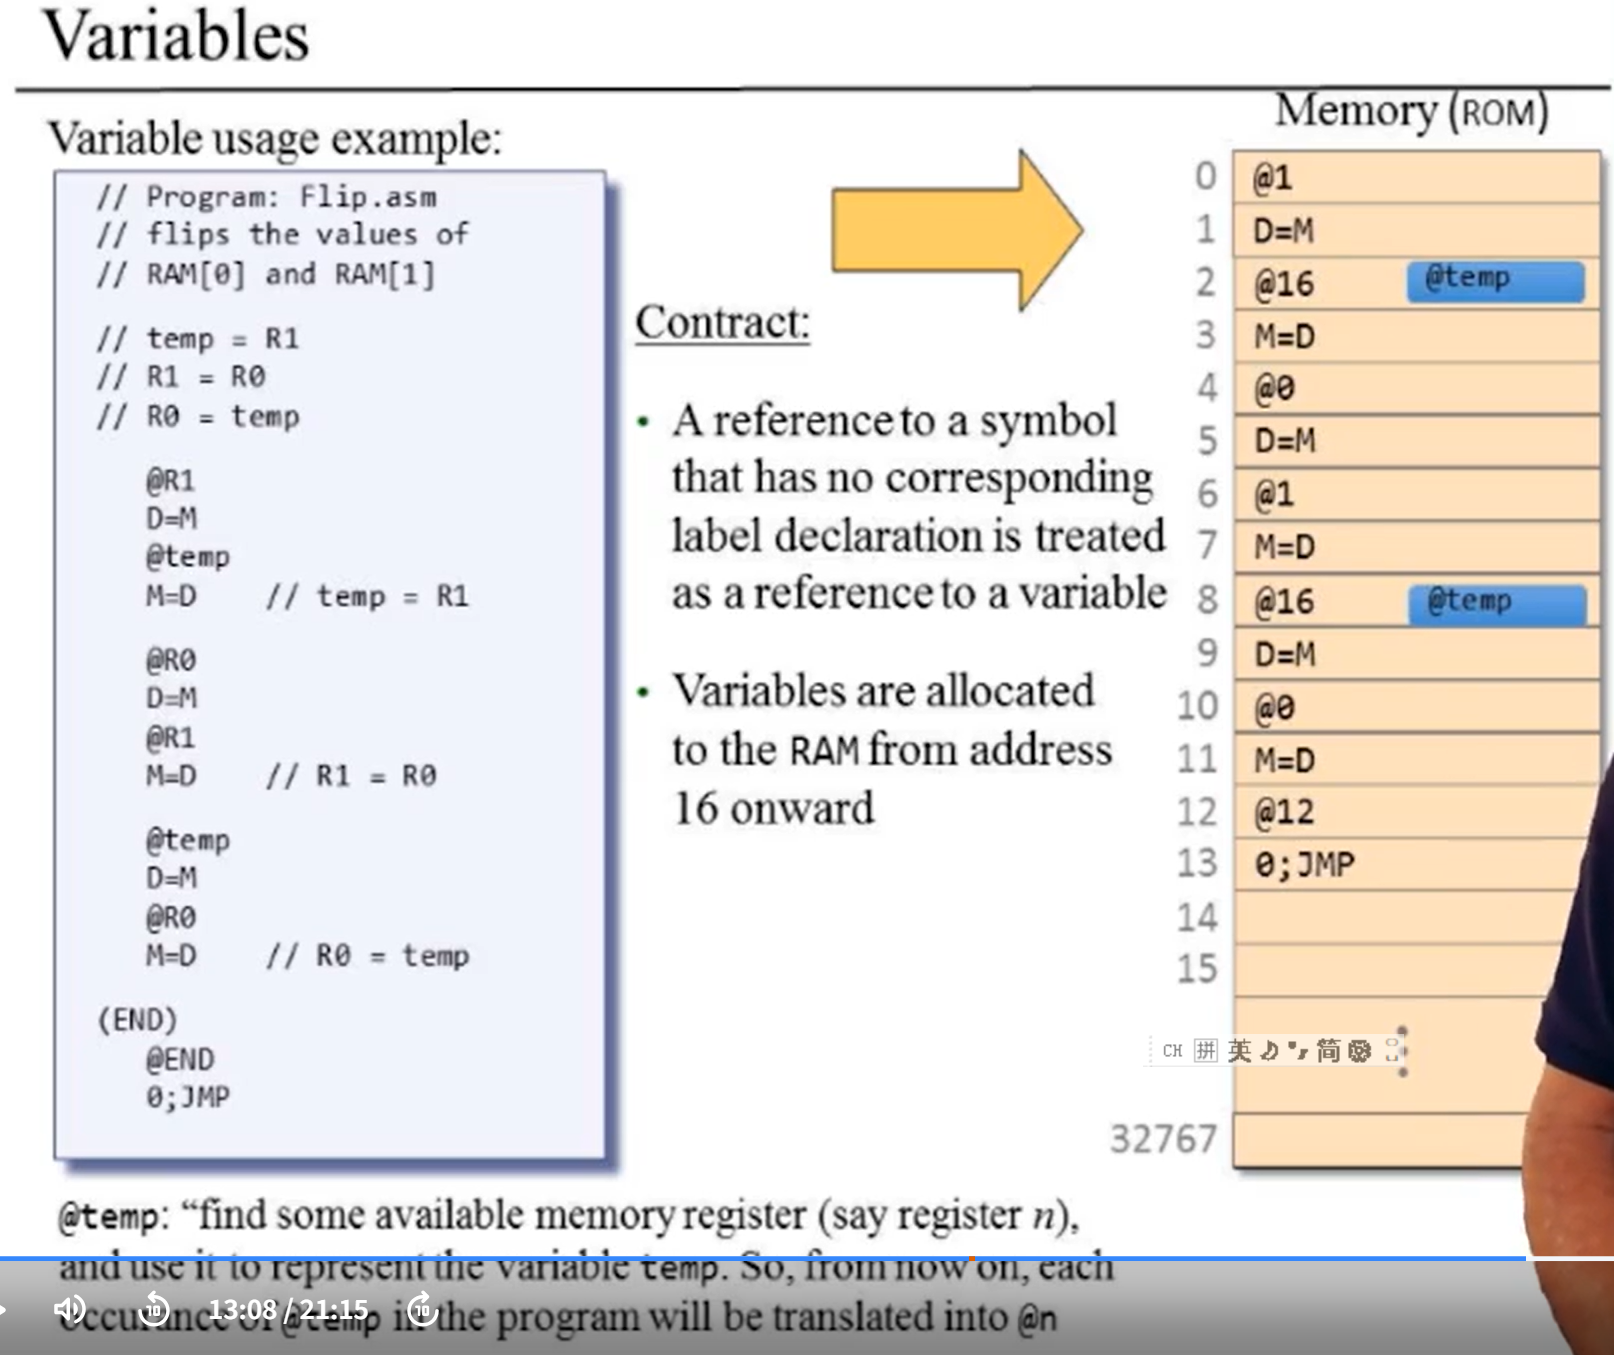 Variables
Variable usage example:
// Program: Flip.asm
// flips the values of
// RAM[0] and RAM[1]
// temp = R1
// R1 = R0
// R0 = temp
@R1
D=M
@temp
M=D // temp = R1
@R0
D=M
@R1
M=D // R1 = R0
@temp
D=M
@R0
M=D // R0 = temp
(END)
@END
0;JMP
Contract:
• A reference to a symbol
that has no corresponding
label declaration is treated
as a reference to a variable
• Variables are allocated
to the RAM from address
16 onward
Memory (ROM)
0 @1
1 D=M
2 @16 @temp
3 M=D
4 @0
5 D=M
6 @1
7 M=D
8 @16 @temp
9 D=M
10 @0
11 M=D
12 @12
13 0;JMP
14
15
CH 拼 英 简
32767
@temp: “find some available memory register (say register n),
and use it to represent the variable temp. So, from now on, each
occurance of @temp in the program will be translated into @n
10 13:08 / 21:15 10